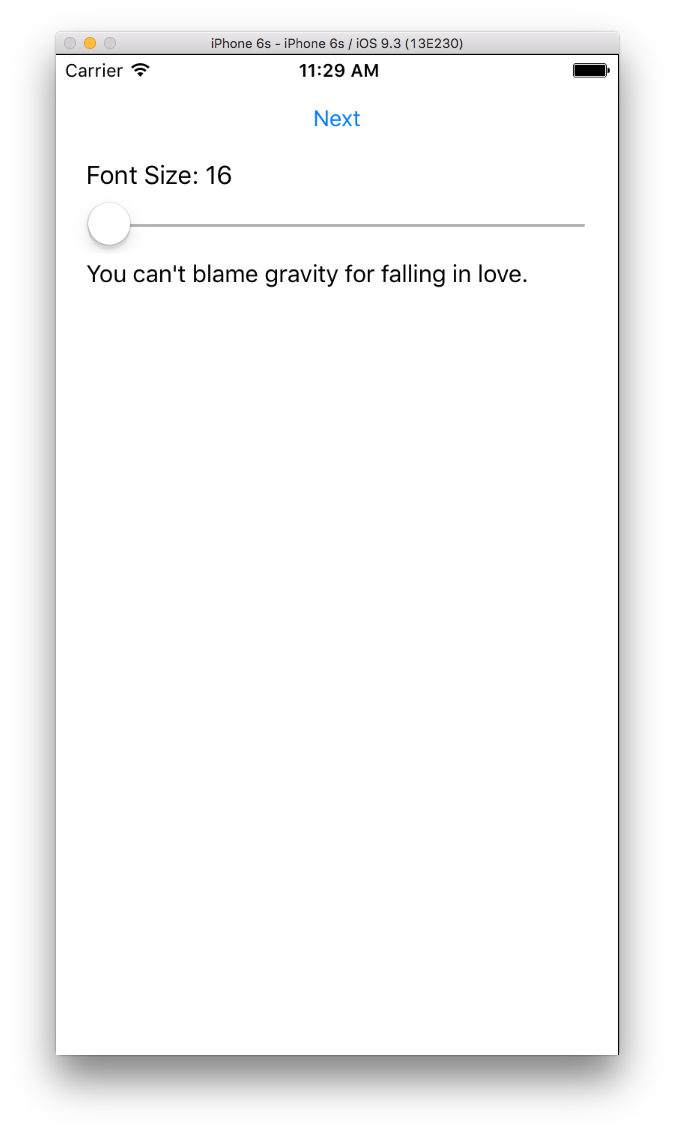 iPhone 6s - iPhone 6s / iOS 9.3 (13E230)
Carrier 11:29 AM
Next
Font Size: 16
You can't blame gravity for falling in love.